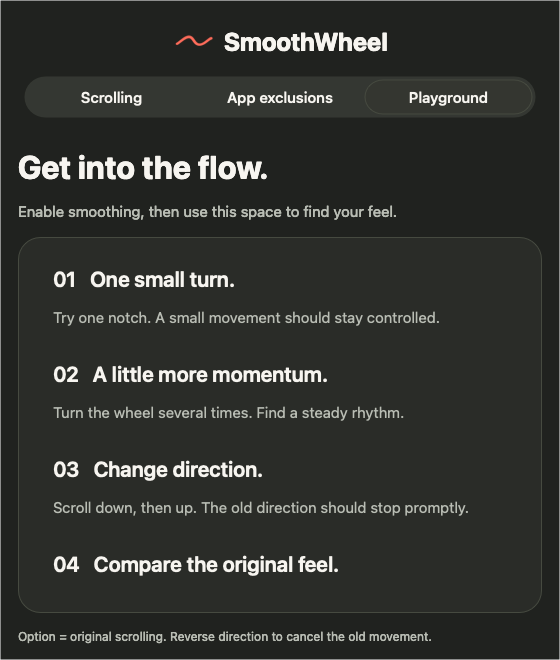 SmoothWheel
Scrolling
App exclusions
Playground
Get into the flow.
Enable smoothing, then use this space to find your feel.
01 One small turn.
Try one notch. A small movement should stay controlled.
02 A little more momentum.
Turn the wheel several times. Find a steady rhythm.
03 Change direction.
Scroll down, then up. The old direction should stop promptly.
04 Compare the original feel.
Option = original scrolling. Reverse direction to cancel the old movement.